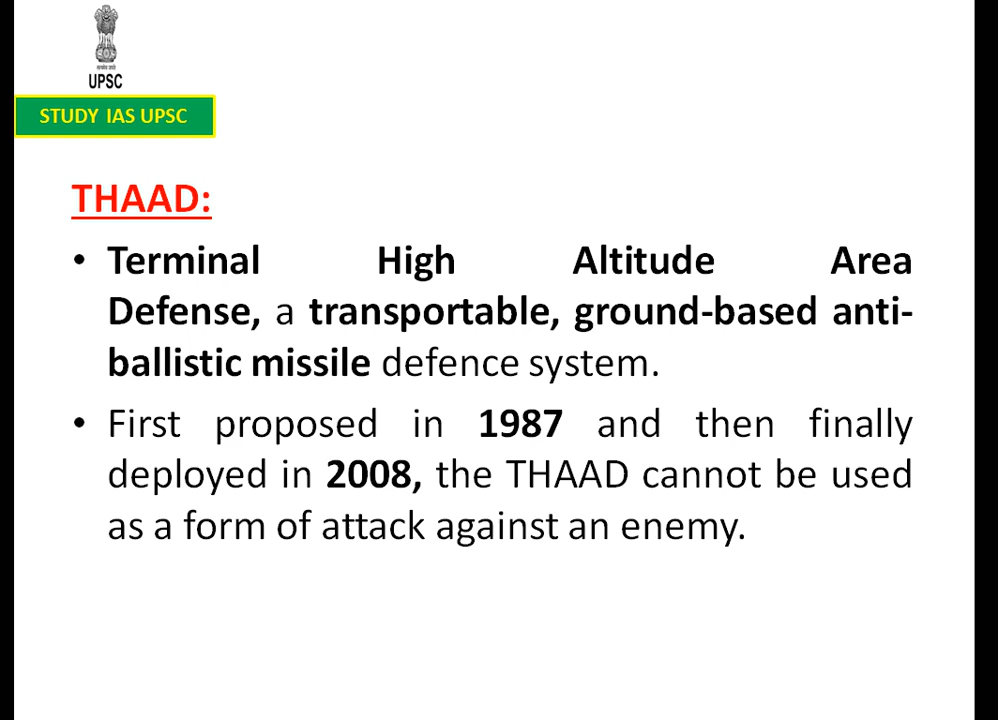 UPSC
STUDY IAS UPSC
THAAD:
• Terminal High Altitude Area
Defense, a transportable, ground-based anti-
ballistic missile defence system.
• First proposed in 1987 and then finally
deployed in 2008, the THAAD cannot be used
as a form of attack against an enemy.